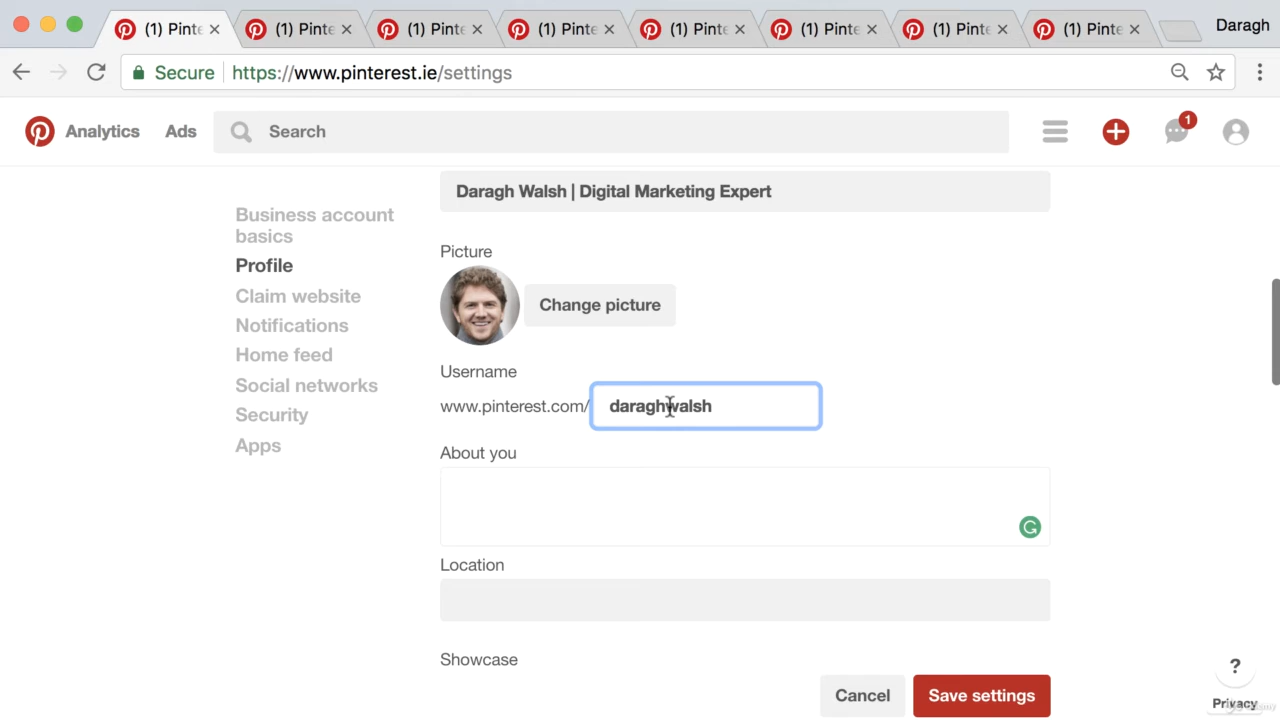 (1) Pinte (1) Pinte (1) Pinte (1) Pinte (1) Pinte (1) Pinte (1) Pinte (1) Pinte Daragh
Secure https://www.pinterest.ie/settings
Analytics Ads Search 1
Daragh Walsh | Digital Marketing Expert
Business account
basics
Profile
Claim website
Notifications
Home feed
Social networks
Security
Apps
Picture
Change picture
Username
www.pinterest.com/ daraghwalsh
About you
Location
Showcase
Cancel Save settings
?
Privacy